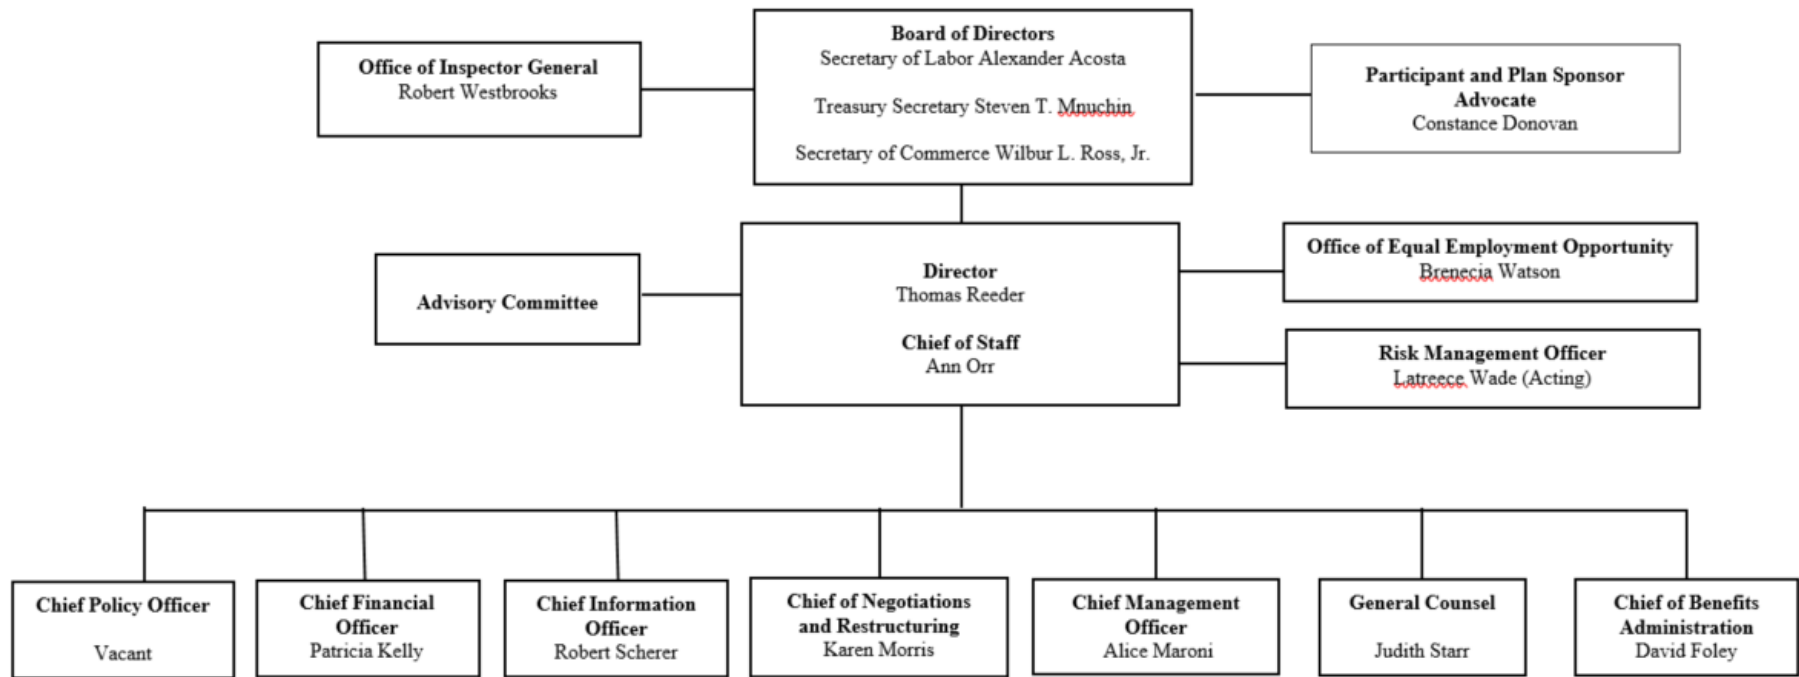 Board of Directors
Secretary of Labor Alexander Acosta
Treasury Secretary Steven T. Mnuchin
Secretary of Commerce Wilbur L. Ross, Jr.
Office of Inspector General
Robert Westbrooks
Participant and Plan Sponsor
Advocate
Constance Donovan
Advisory Committee
Director
Thomas Reeder
Chief of Staff
Ann Orr
Office of Equal Employment Opportunity
Brenecia Watson
Risk Management Officer
Latreece Wade (Acting)
Chief Policy Officer
Vacant
Chief Financial
Officer
Patricia Kelly
Chief Information
Officer
Robert Scherer
Chief of Negotiations
and Restructuring
Karen Morris
Chief Management
Officer
Alice Maroni
General Counsel
Judith Starr
Chief of Benefits
Administration
David Foley